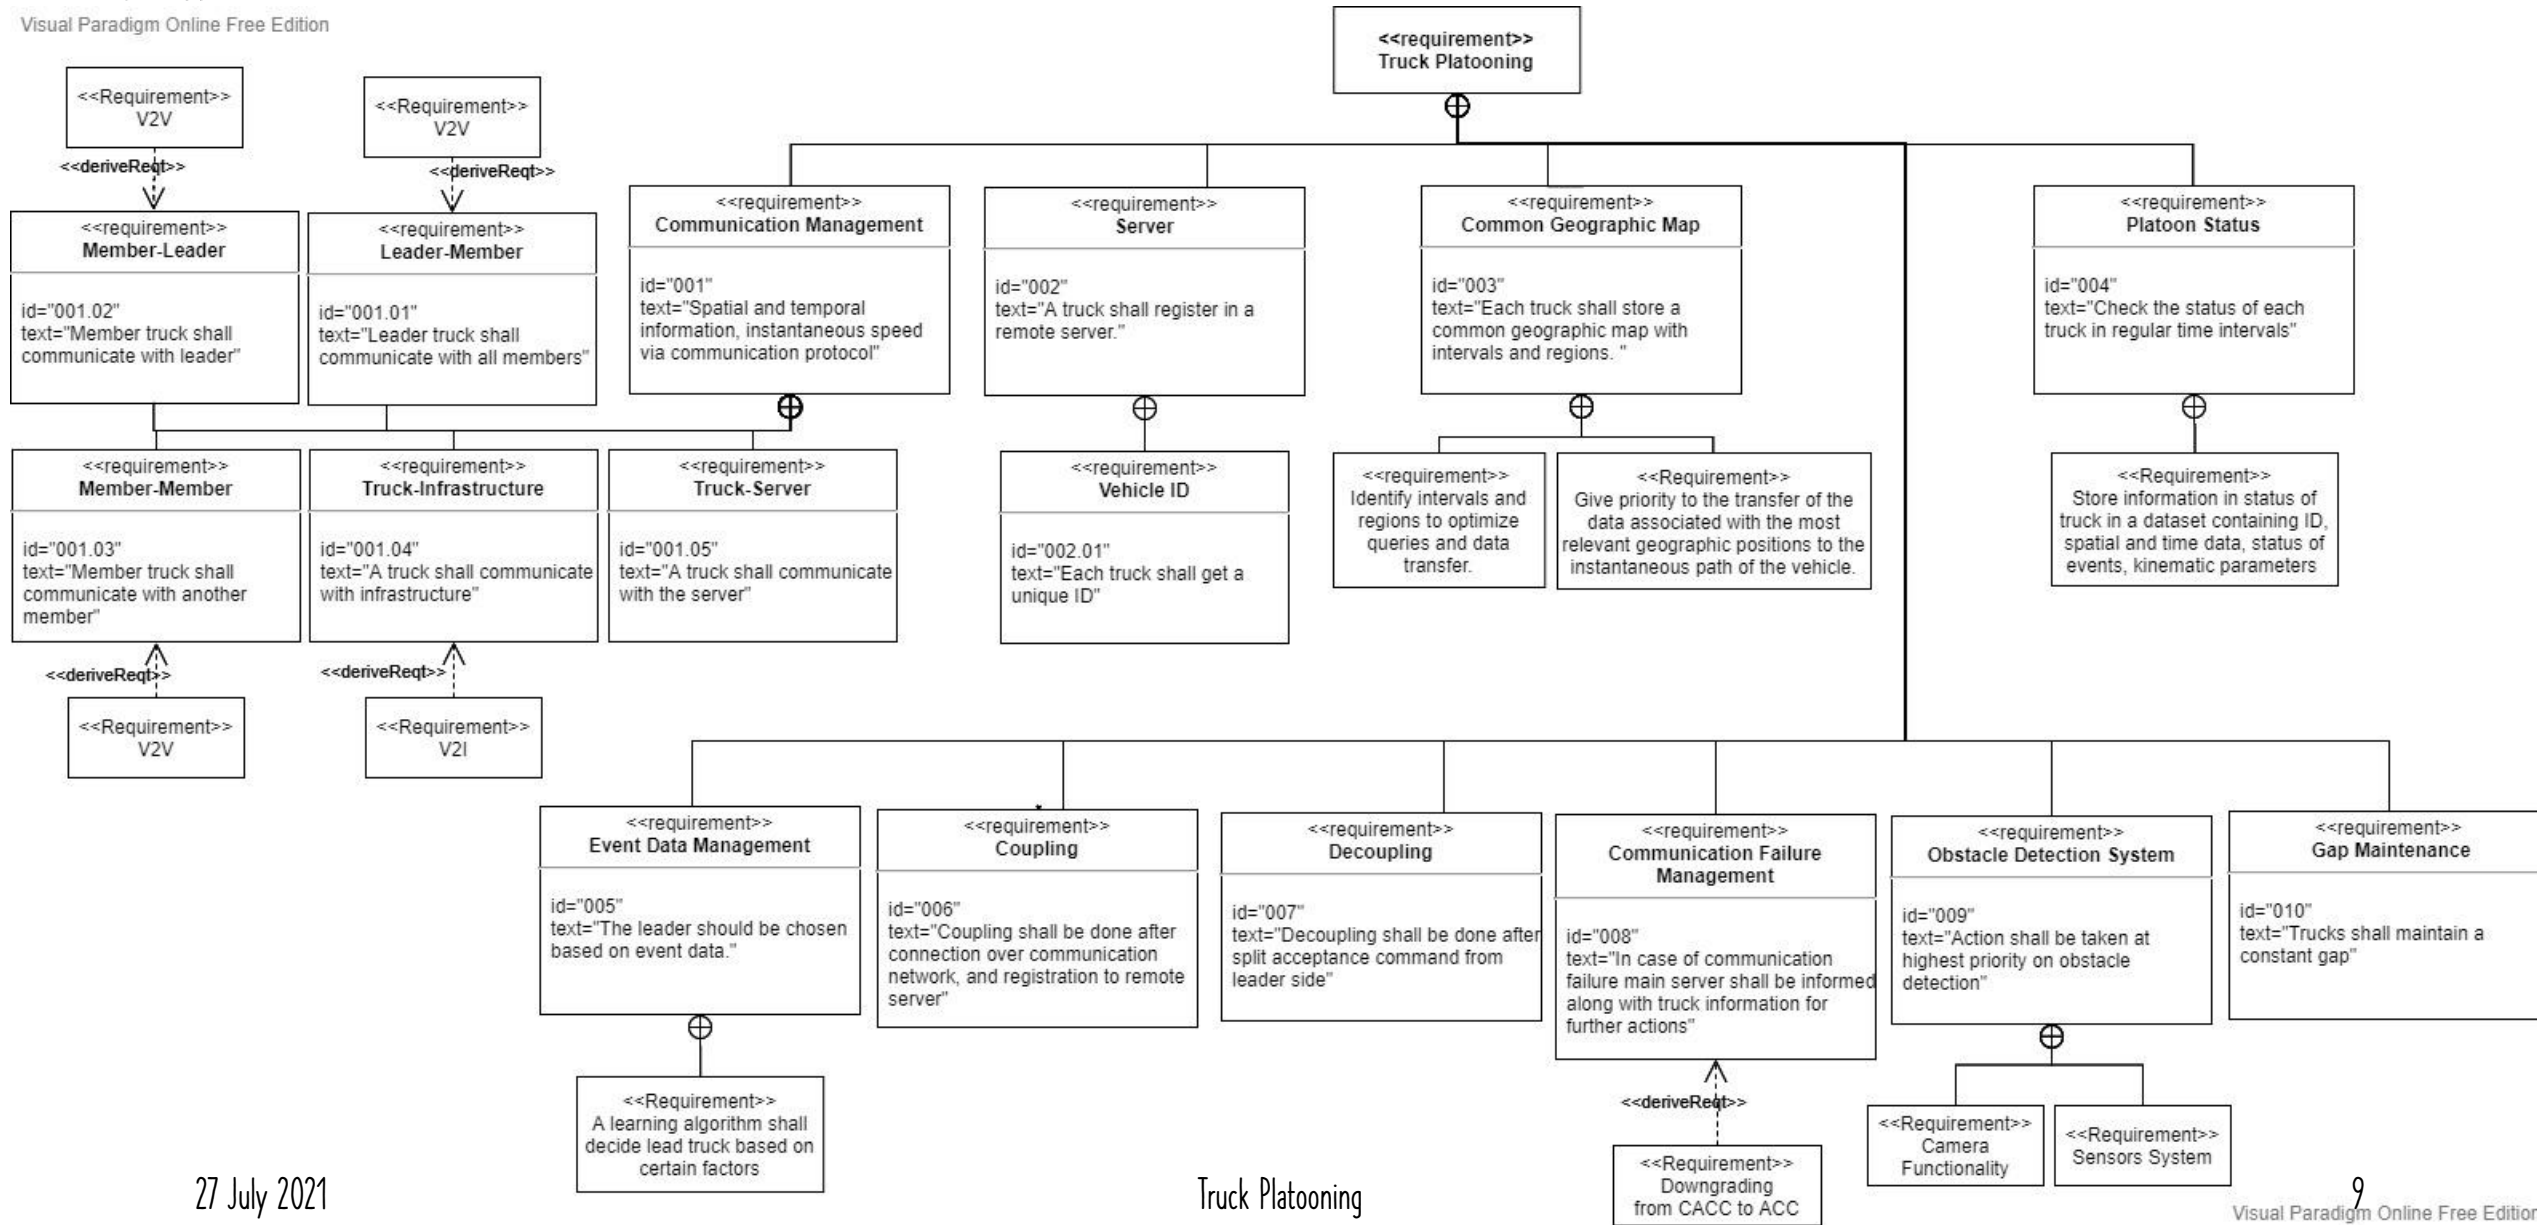 Visual Paradigm Online Free Edition
<<requirement>>
Truck Platooning
<<Requirement>>
V2V
<<deriveReqt>>
<<Requirement>>
V2V
<<deriveReqt>>
<<requirement>>
Member-Leader
id="001.02"
text="Member truck shall
communicate with leader"
<<requirement>>
Leader-Member
id="001.01"
text="Leader truck shall
communicate with all members"
<<requirement>>
Communication Management
id="001"
text="Spatial and temporal
information, instantaneous speed
via communication protocol"
<<requirement>>
Server
id="002"
text="A truck shall register in a
remote server."
<<requirement>>
Common Geographic Map
id="003"
text="Each truck shall store a
common geographic map with
intervals and regions. "
<<requirement>>
Platoon Status
id="004"
text="Check the status of each
truck in regular time intervals"
<<requirement>>
Member-Member
id="001.03"
text="Member truck shall
communicate with another
member"
<<requirement>>
Truck-Infrastructure
id="001.04"
text="A truck shall communicate
with infrastructure"
<<requirement>>
Truck-Server
id="001.05"
text="A truck shall communicate
with the server"
<<requirement>>
Vehicle ID
id="002.01"
text="Each truck shall get a
unique ID"
<<requirement>>
Identify intervals and
regions to optimize
queries and data
transfer.
<<Requirement>>
Give priority to the transfer of the
data associated with the most
relevant geographic positions to the
instantaneous path of the vehicle.
<<Requirement>>
Store information in status of
truck in a dataset containing ID,
spatial and time data, status of
events, kinematic parameters
<<deriveReqt>>
<<Requirement>>
V2V
<<deriveReqt>>
<<Requirement>>
V2I
<<requirement>>
Event Data Management
id="005"
text="The leader should be chosen
based on event data."
<<requirement>>
Coupling
id="006"
text="Coupling shall be done after
connection over communication
network, and registration to remote
server"
<<requirement>>
Decoupling
id="007"
text="Decoupling shall be done after
split acceptance command from
leader side"
<<requirement>>
Communication Failure
Management
id="008"
text="In case of communication
failure main server shall be informed
along with truck information for
further actions"
<<requirement>>
Obstacle Detection System
id="009"
text="Action shall be taken at
highest priority on obstacle
detection"
<<requirement>>
Gap Maintenance
id="010"
text="Trucks shall maintain a
constant gap"
<<Requirement>>
A learning algorithm shall
decide lead truck based on
certain factors
<<deriveReqt>>
<<Requirement>>
Downgrading
from CACC to ACC
<<Requirement>>
Camera
Functionality
<<Requirement>>
Sensors System
27 July 2021
Truck Platooning
9
Visual Paradigm Online Free Edition